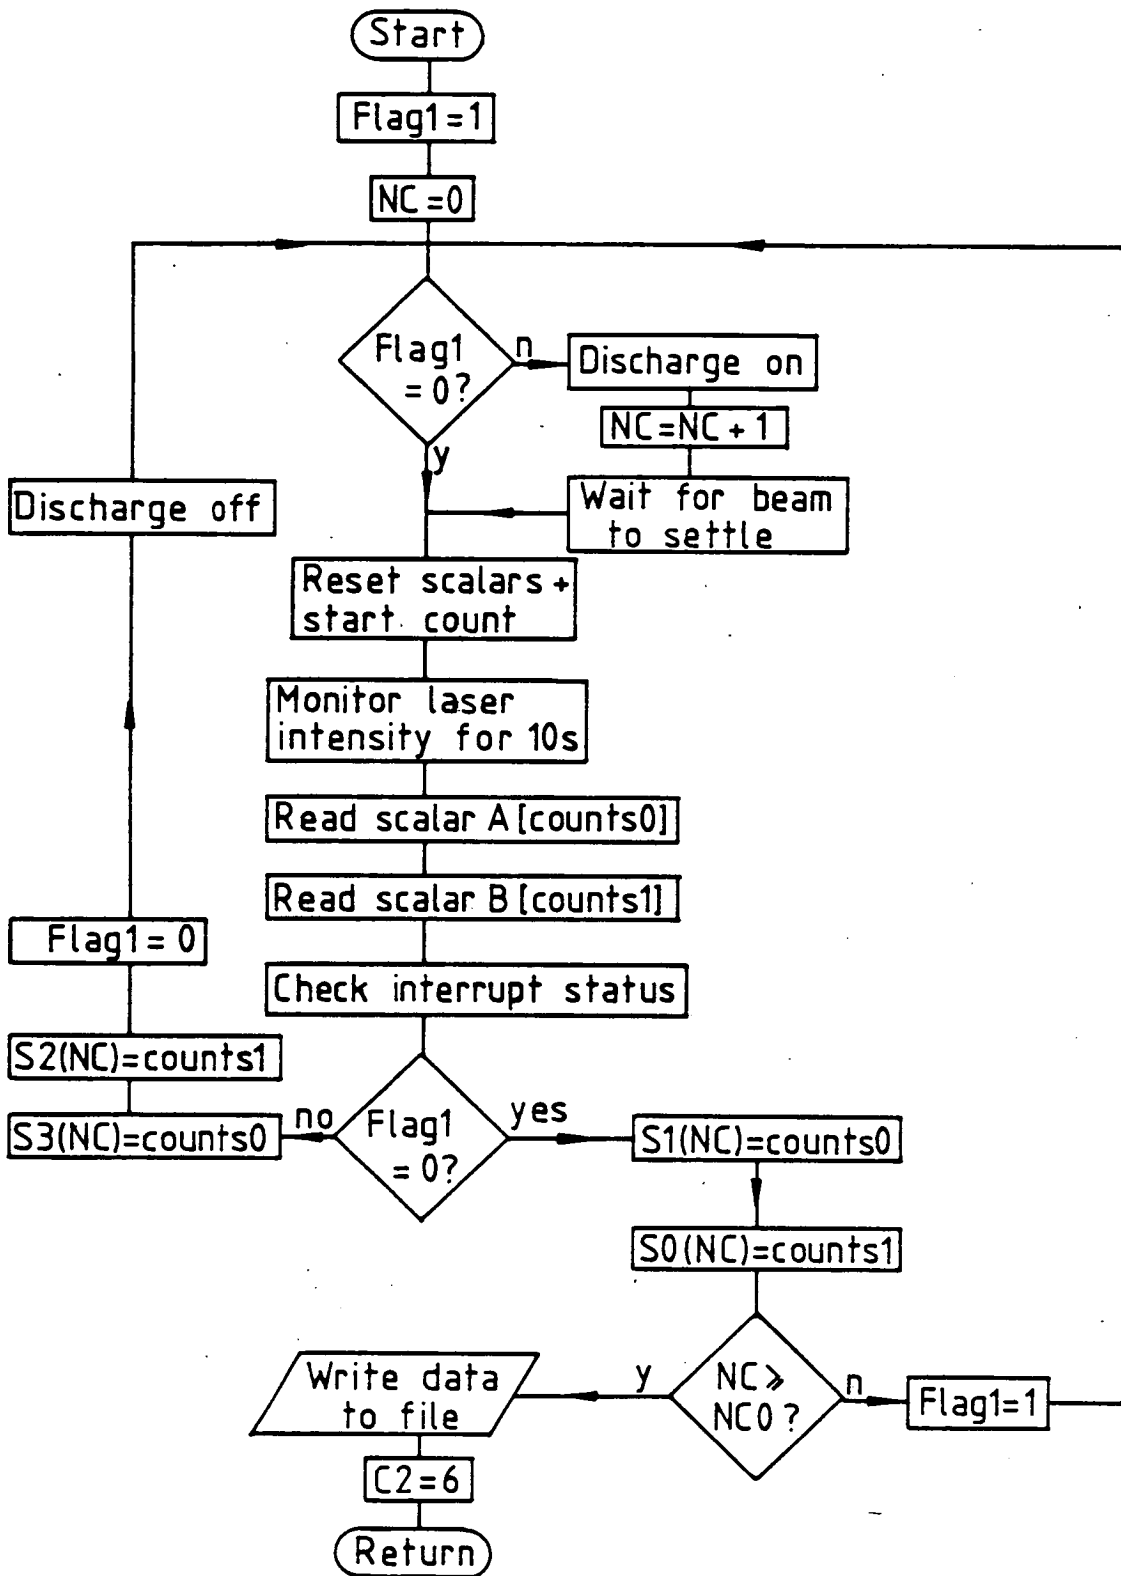 Start
Flag1=1
NC=0
Flag1
=0?
n
Discharge on
NC=NC+1
y
Wait for beam
to settle
Discharge off
Reset scalars+
start count
Monitor laser
intensity for 10s
Read scalar A[counts0]
Read scalar B[counts1]
Flag1=0
Check interrupt status
S2(NC)=counts1
S3(NC)=counts0
no
Flag1
=0?
yes
S1(NC)=counts0
S0(NC)=counts1
Write data
to file
y
NC⩾
NC0?
n
Flag1=1
C2=6
Return